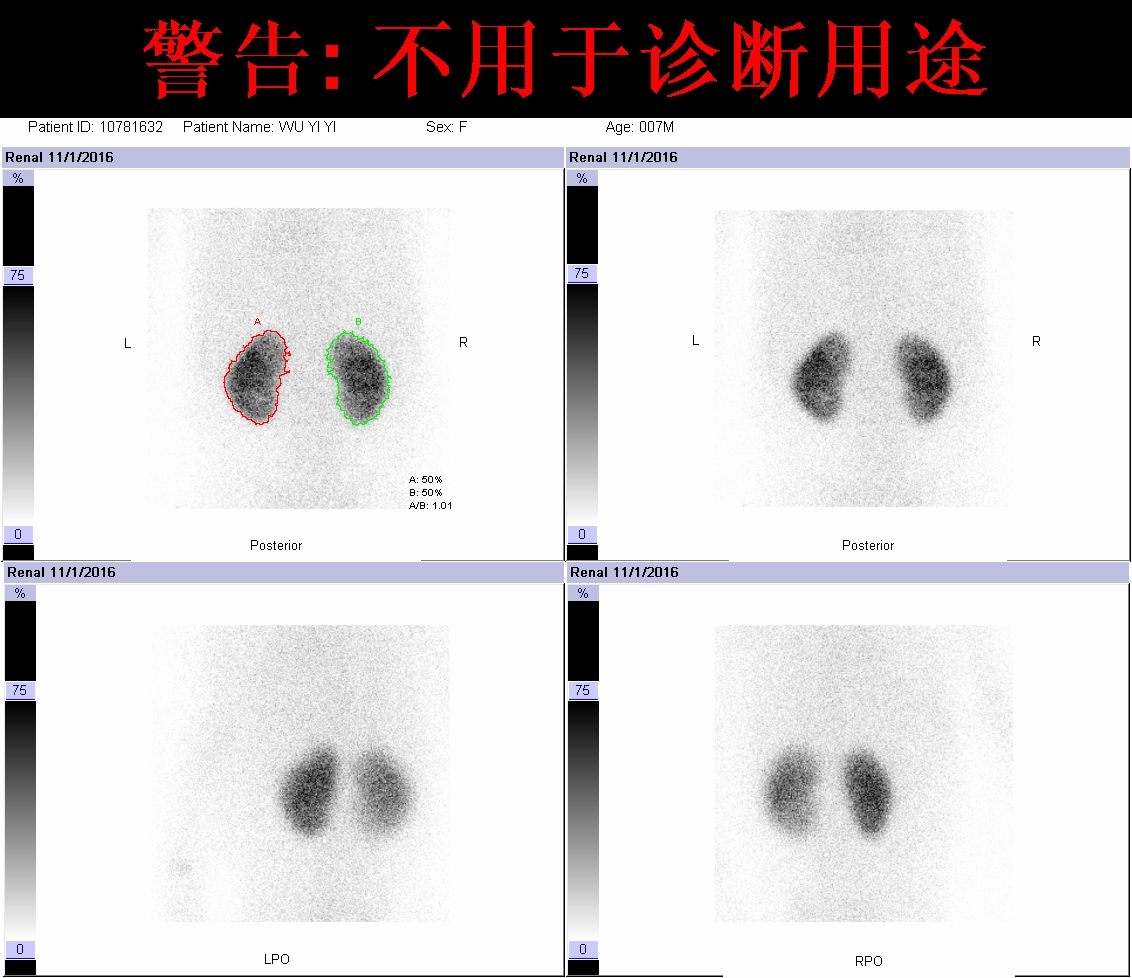 警告: 不用于诊断用途
Patient ID: 10781632 Patient Name: WU YI YI Sex: F Age: 007M
Renal 11/1/2016
%
75
0
L
A
B
R
A: 50%
B: 50%
A/B: 1.01
Posterior
Renal 11/1/2016
%
75
0
L
R
Posterior
Renal 11/1/2016
%
75
0
LPO
Renal 11/1/2016
%
75
0
RPO